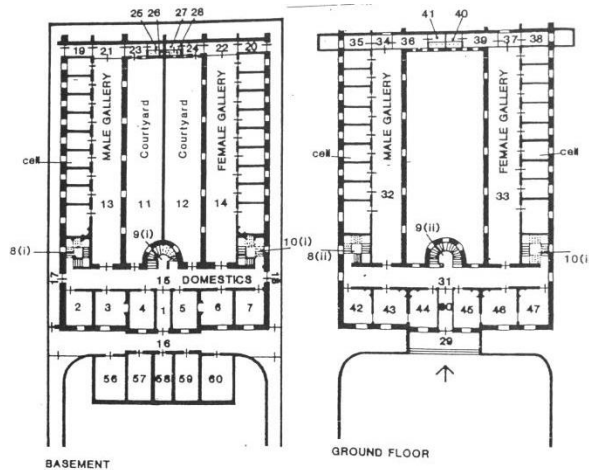 25 26 27 28
19 21 23 24 22 20
MALE GALLERY
Courtyard
Courtyard
FEMALE GALLERY
cell
13 11 12 14
9(i)
8(i)
10(i)
17
15 DOMESTICS
18
2 3 4 1 5 6 7
16
56 57 58 59 60
BASEMENT
41 40
35 34 36 39 37 38
MALE GALLERY
FEMALE GALLERY
cell
cell
32 33
9(ii)
8(ii)
10(i
31
42 43 44 45 46 47
29
GROUND FLOOR